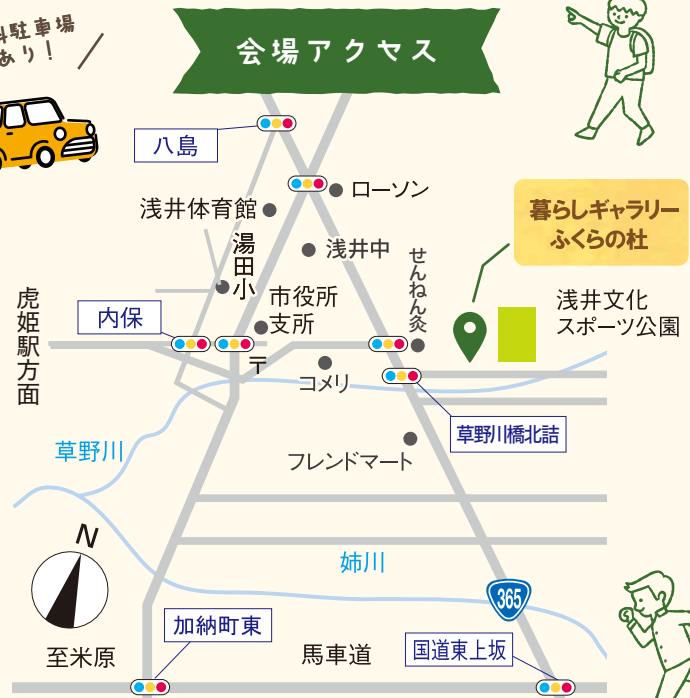 駐車場
あり!
会場アクセス
八島
ローソン
浅井体育館
浅井中
湯田小
せんねん灸
暮らしギャラリー
ふくらの杜
市役所
支所
浅井文化
スポーツ公園
虎姫駅方面
内保
〒
コメリ
草野川
草野川橋北詰
フレンドマート
N
姉川
365
加納町東
至米原
馬車道
国道東上坂